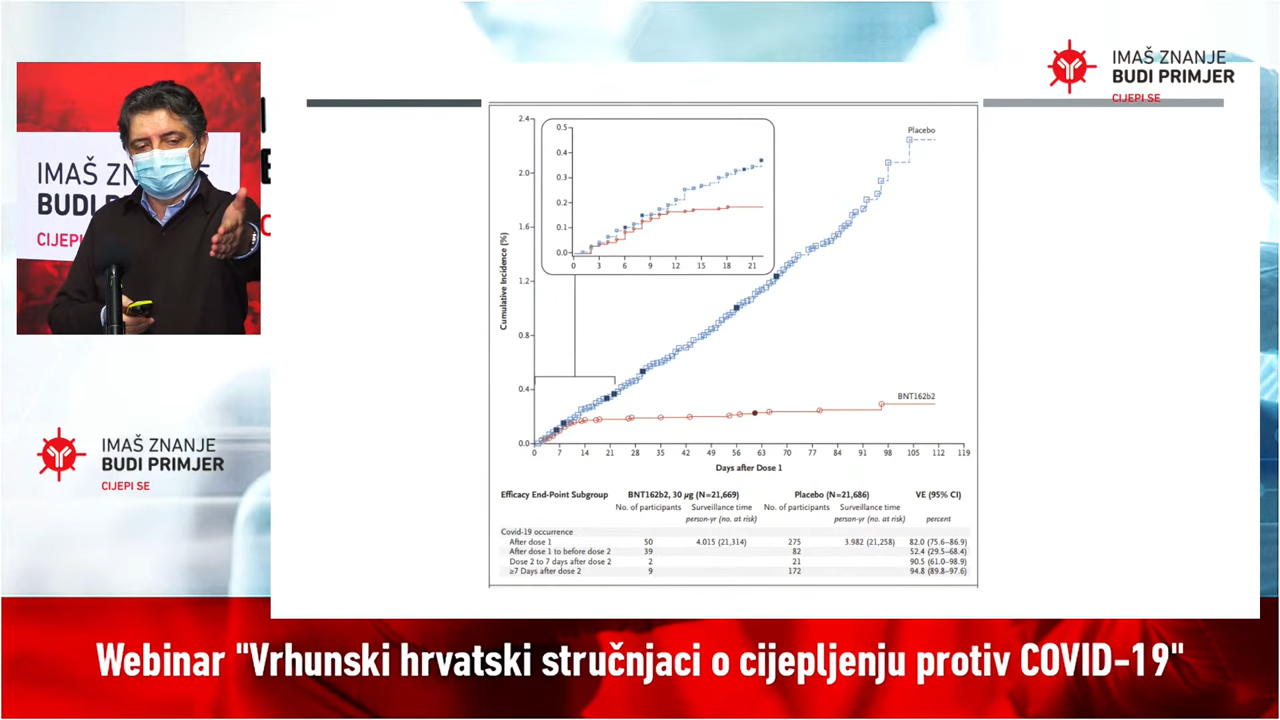 IMAŠ ZNANJE
BUDI PRIMJER
CIJEPI SE
IMAŠ ZN
BUDI P
CIJEPI
2.4
2.0
1.6
1.2
0.8
0.4
0.0
Cumulative Incidence (%)
0.5
0.4
0.3
0.2
0.1
0.0
0 3 6 9 12 15 18 21
Placebo
BNT162b2
0 7 14 21 28 35 42 49 56 63 70 77 84 91 98 105 112 119
Days after Dose 1
Efficacy End-Point Subgroup BNT162b2, 30 µg (N=21,669) Placebo (N=21,686) VE (95% CI)
No. of participants Surveillance time No. of participants Surveillance time
person-yr (no. at risk) person-yr (no. at risk) percent
Covid-19 occurrence
After dose 1 50 4.015 (21,314) 275 3.982 (21,258) 82.0 (75.6–86.9)
After dose 1 to before dose 2 39 82 52.4 (29.5–68.4)
Dose 2 to 7 days after dose 2 2 21 90.5 (61.0–98.9)
≥7 Days after dose 2 9 172 94.8 (89.8–97.6)
IMAŠ ZNANJE
BUDI PRIMJER
CIJEPI SE
Webinar "Vrhunski hrvatski stručnjaci o cijepljenju protiv COVID-19"